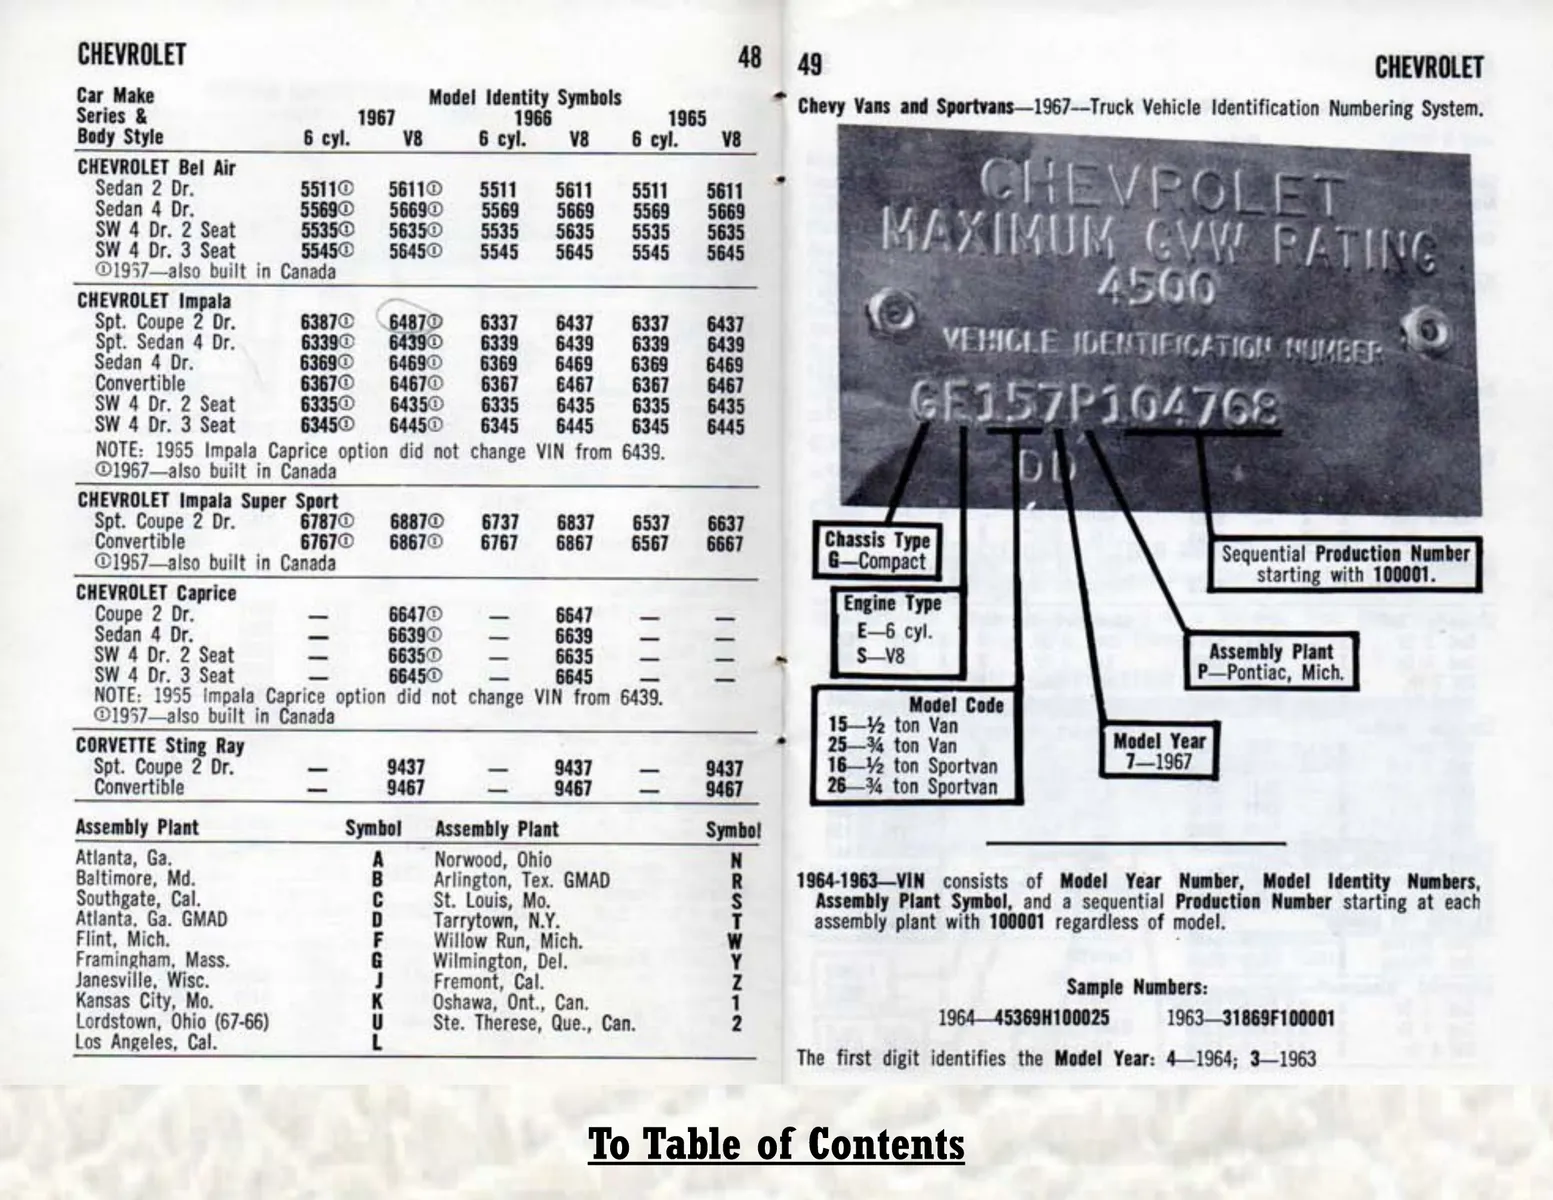 CHEVROLET 48
Car Make Model Identity Symbols
Series & 1967 1966 1965
Body Style 6 cyl. V8 6 cyl. V8 6 cyl. V8
CHEVROLET Bel Air
Sedan 2 Dr. 5511① 5611① 5511 5611 5511 5611
Sedan 4 Dr. 5569① 5669① 5569 5669 5569 5669
SW 4 Dr. 2 Seat 5535① 5635① 5535 5635 5535 5635
SW 4 Dr. 3 Seat 5545① 5645① 5545 5645 5545 5645
①1967—also built in Canada
CHEVROLET Impala
Spt. Coupe 2 Dr. 6387① 6487① 6337 6437 6337 6437
Spt. Sedan 4 Dr. 6339① 6439① 6339 6439 6339 6439
Sedan 4 Dr. 6369① 6469① 6369 6469 6369 6469
Convertible 6367① 6467① 6367 6467 6367 6467
SW 4 Dr. 2 Seat 6335① 6435① 6335 6435 6335 6435
SW 4 Dr. 3 Seat 6345① 6445① 6345 6445 6345 6445
NOTE: 1965 Impala Caprice option did not change VIN from 6439.
①1967—also built in Canada
CHEVROLET Impala Super Sport
Spt. Coupe 2 Dr. 6787① 6887① 6737 6837 6537 6637
Convertible 6767① 6867① 6767 6867 6567 6667
①1967—also built in Canada
CHEVROLET Caprice
Coupe 2 Dr. — 6647① — 6647 — —
Sedan 4 Dr. — 6639① — 6639 — —
SW 4 Dr. 2 Seat — 6635① — 6635 — —
SW 4 Dr. 3 Seat — 6645① — 6645 — —
NOTE: 1965 Impala Caprice option did not change VIN from 6439.
①1967—also built in Canada
CORVETTE Sting Ray
Spt. Coupe 2 Dr. — 9437 — 9437 — 9437
Convertible — 9467 — 9467 — 9467
Assembly Plant Symbol Assembly Plant Symbol
Atlanta, Ga. A Norwood, Ohio N
Baltimore, Md. B Arlington, Tex. GMAD R
Southgate, Cal. C St. Louis, Mo. S
Atlanta, Ga. GMAD D Tarrytown, N.Y. T
Flint, Mich. F Willow Run, Mich. W
Framingham, Mass. G Wilmington, Del. Y
Janesville, Wisc. J Fremont, Cal. Z
Kansas City, Mo. K Oshawa, Ont., Can. 1
Lordstown, Ohio (67-66) U Ste. Therese, Que., Can. 2
Los Angeles, Cal. L
49 CHEVROLET
Chevy Vans and Sportvans—1967—Truck Vehicle Identification Numbering System.
CHEVROLET
MAXIMUM GVW RATING
4500
VEHICLE IDENTIFICATION NUMBER
GE157P104768
DD
Chassis Type
G—Compact
Engine Type
E—6 cyl.
S—V8
Model Code
15—½ ton Van
25—¾ ton Van
16—½ ton Sportvan
26—¾ ton Sportvan
Model Year
7—1967
Assembly Plant
P—Pontiac, Mich.
Sequential Production Number
starting with 100001.
1964-1963—VIN consists of Model Year Number, Model Identity Numbers,
Assembly Plant Symbol, and a sequential Production Number starting at each
assembly plant with 100001 regardless of model.
Sample Numbers:
1964—45369H100025 1963—31869F100001
The first digit identifies the Model Year: 4—1964; 3—1963
To Table of Contents